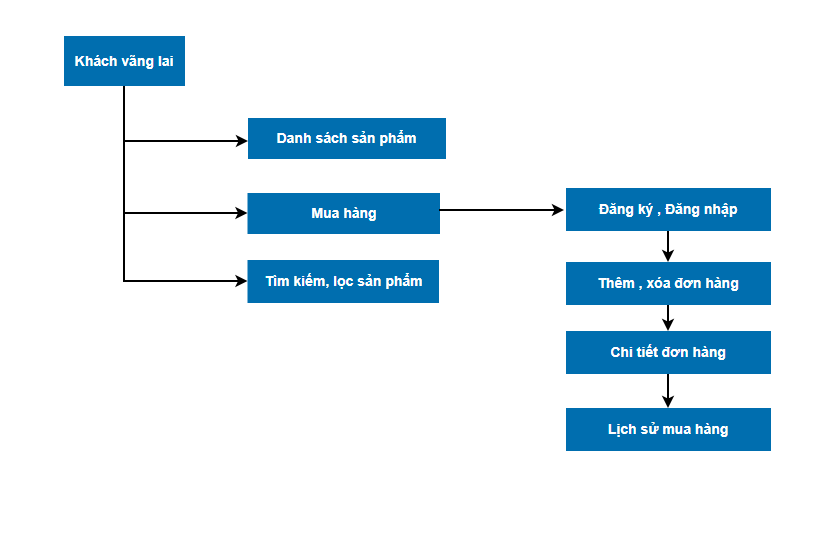 Khách vãng lai
Danh sách sản phẩm
Mua hàng
Tìm kiếm, lọc sản phẩm
Đăng ký , Đăng nhập
Thêm , xóa đơn hàng
Chi tiết đơn hàng
Lịch sử mua hàng